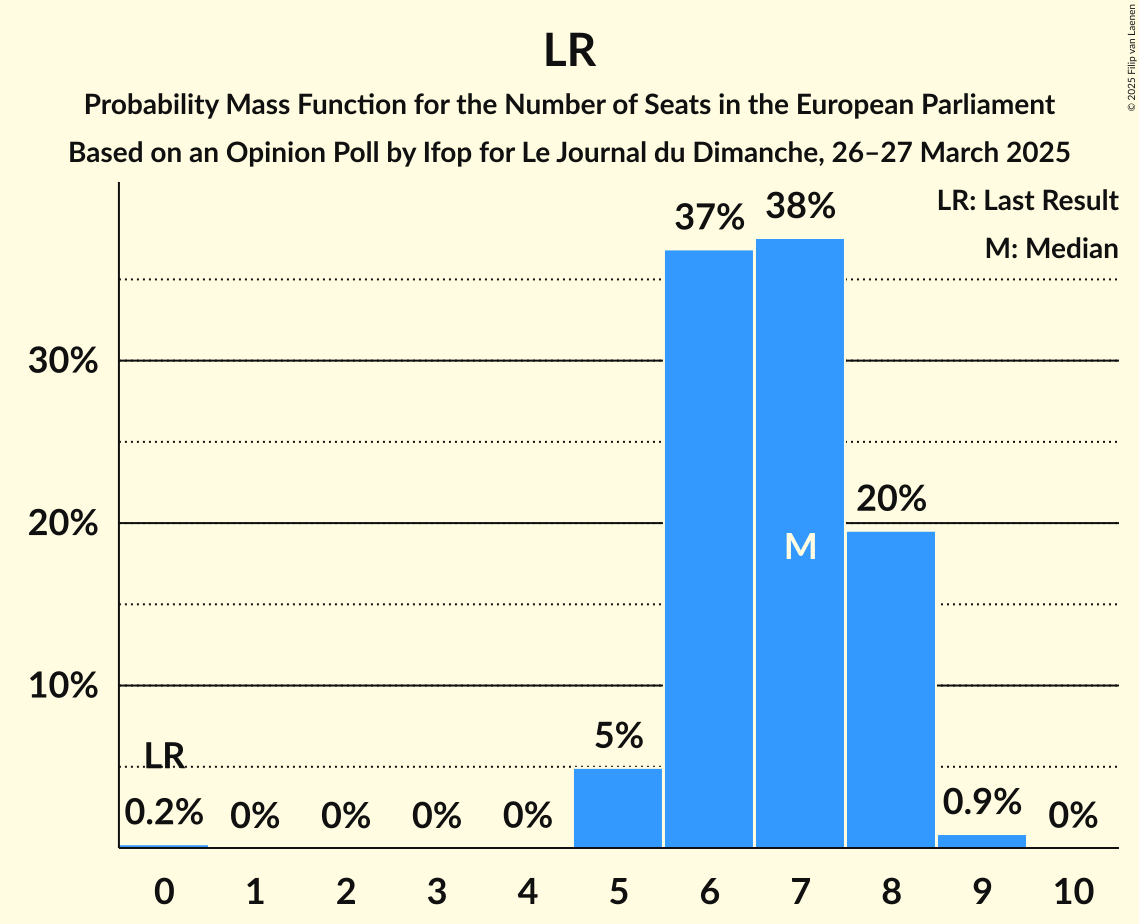 LR
Probability Mass Function for the Number of Seats in the European Parliament
Based on an Opinion Poll by Ifop for Le Journal du Dimanche, 26–27 March 2025
© 2025 Filip van Laenen
LR: Last Result
M: Median
37%
38%
30%
20%
20%
M
10%
5%
LR
0.2%
0%
0%
0%
0%
0.9%
0%
0 1 2 3 4 5 6 7 8 9 10